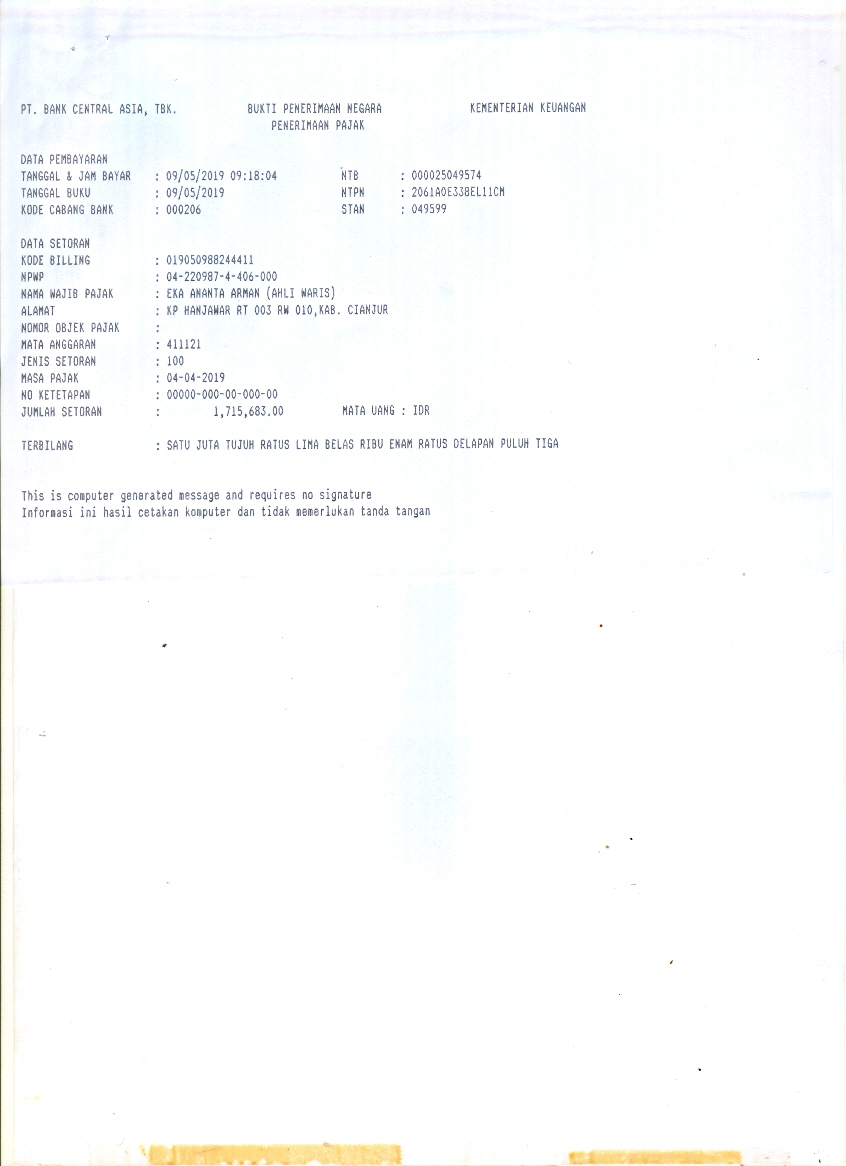 PT. BANK CENTRAL ASIA, TBK. BUKTI PENERIMAAN NEGARA KEMENTERIAN KEUANGAN
PENERIMAAN PAJAK
DATA PEMBAYARAN
TANGGAL & JAM BAYAR : 09/05/2019 09:18:04 NTB : 000025049574
TANGGAL BUKU : 09/05/2019 NTPN : 2061A0E338EL11CM
KODE CABANG BANK : 000206 STAN : 049599
DATA SETORAN
KODE BILLING : 019050988244411
NPWP : 04-220987-4-406-000
NAMA WAJIB PAJAK : EKA ANANTA ARMAN (AHLI WARIS)
ALAMAT : KP HANJAWAR RT 003 RW 010,KAB. CIANJUR
NOMOR OBJEK PAJAK :
MATA ANGGARAN : 411121
JENIS SETORAN : 100
MASA PAJAK : 04-04-2019
NO KETETAPAN : 00000-000-00-000-00
JUMLAH SETORAN : 1,715,683.00 MATA UANG : IDR
TERBILANG : SATU JUTA TUJUH RATUS LIMA BELAS RIBU ENAM RATUS DELAPAN PULUH TIGA
This is computer generated message and requires no signature
Informasi ini hasil cetakan komputer dan tidak memerlukan tanda tangan